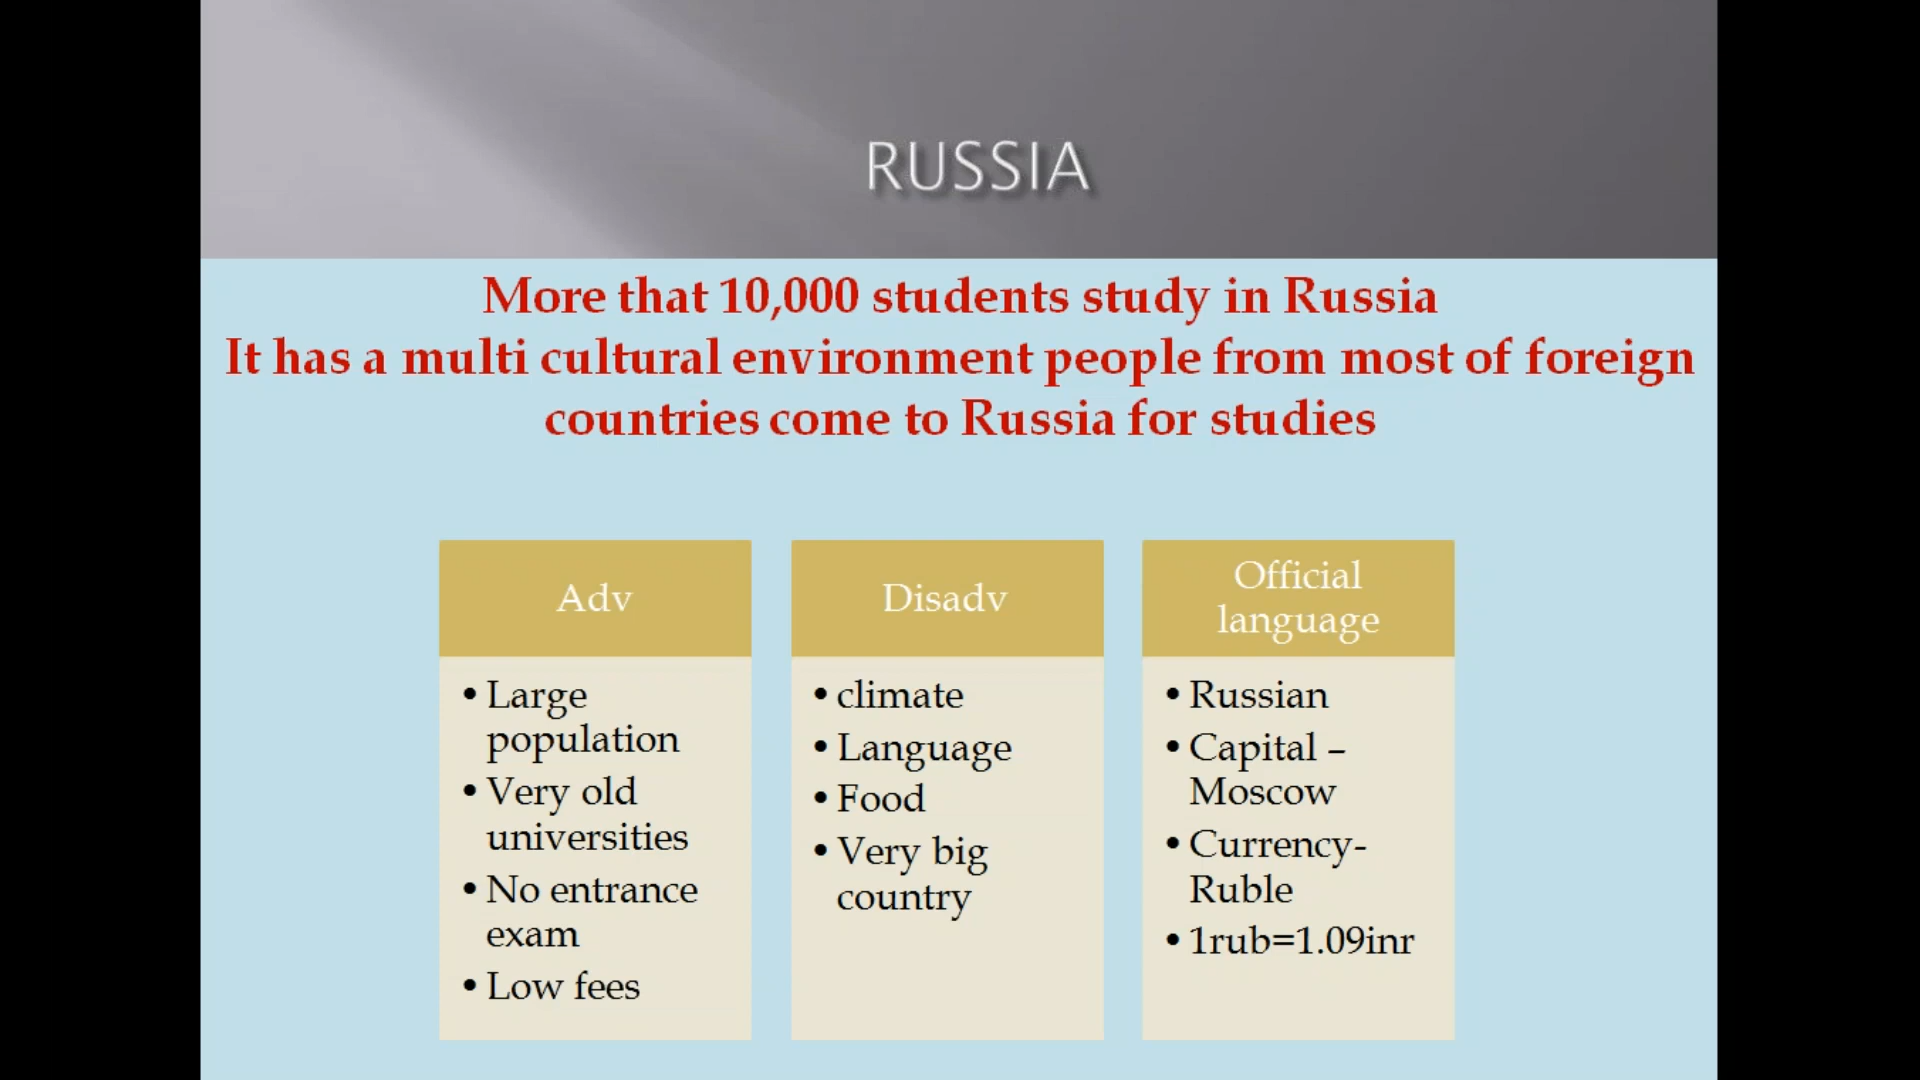 RUSSIA
More that 10,000 students study in Russia
It has a multi cultural environment people from most of foreign
countries come to Russia for studies
Adv
• Large
population
• Very old
universities
• No entrance
exam
• Low fees
Disadv
• climate
• Language
• Food
• Very big
country
Official
language
• Russian
• Capital –
Moscow
• Currency-
Ruble
• 1rub=1.09inr